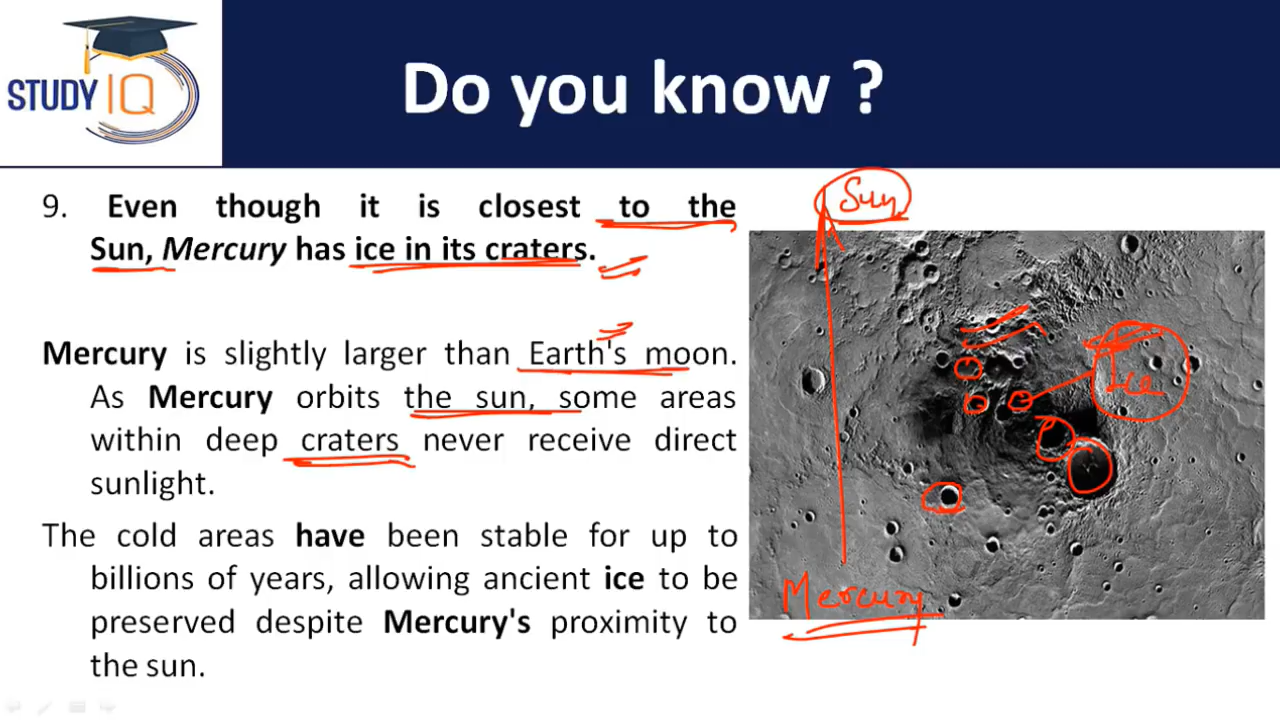 STUDY IQ
Do you know ?
9. Even though it is closest to the
Sun, Mercury has ice in its craters.
Mercury is slightly larger than Earth's moon.
As Mercury orbits the sun, some areas
within deep craters never receive direct
sunlight.
The cold areas have been stable for up to
billions of years, allowing ancient ice to be
preserved despite Mercury's proximity to
the sun.
Sun
Ice
Mercury